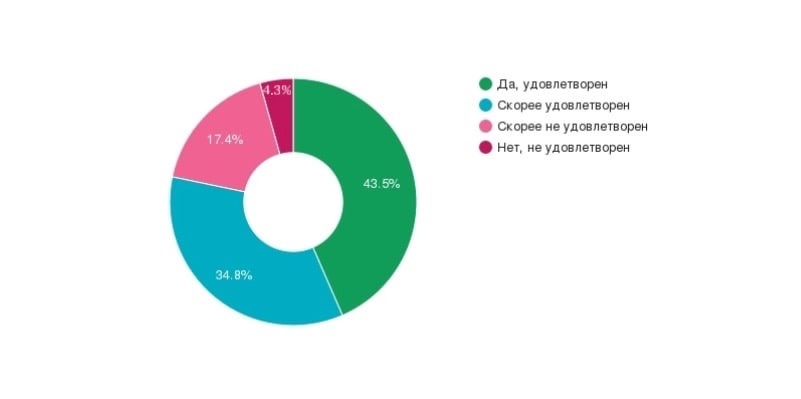 4.3%
Да, удовлетворен
Скорее удовлетворен
Скорее не удовлетворен
17.4%
Нет, не удовлетворен
43.5%
34.8%